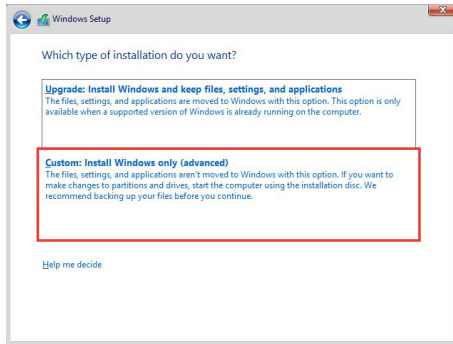 Windows Setup
Which type of installation do you want?
Upgrade: Install Windows and keep files, settings, and applications
The files, settings, and applications are moved to Windows with this option. This option is only
available when a supported version of Windows is already running on the computer.
Custom: Install Windows only (advanced)
The files, settings, and applications aren't moved to Windows with this option. If you want to
make changes to partitions and drives, start the computer using the installation disc. We
recommend backing up your files before you continue.
Help me decide